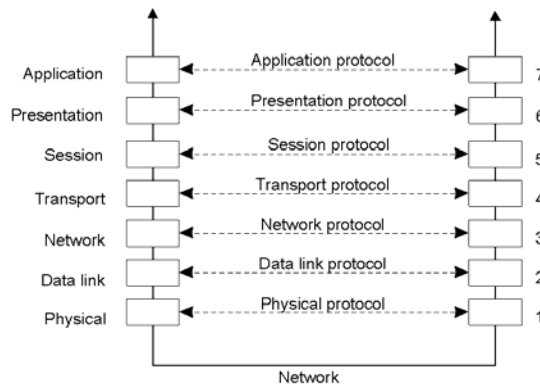 Application Application protocol 7
Presentation Presentation protocol 6
Session Session protocol 5
Transport Transport protocol 4
Network Network protocol 3
Data link Data link protocol 2
Physical Physical protocol 1
Network